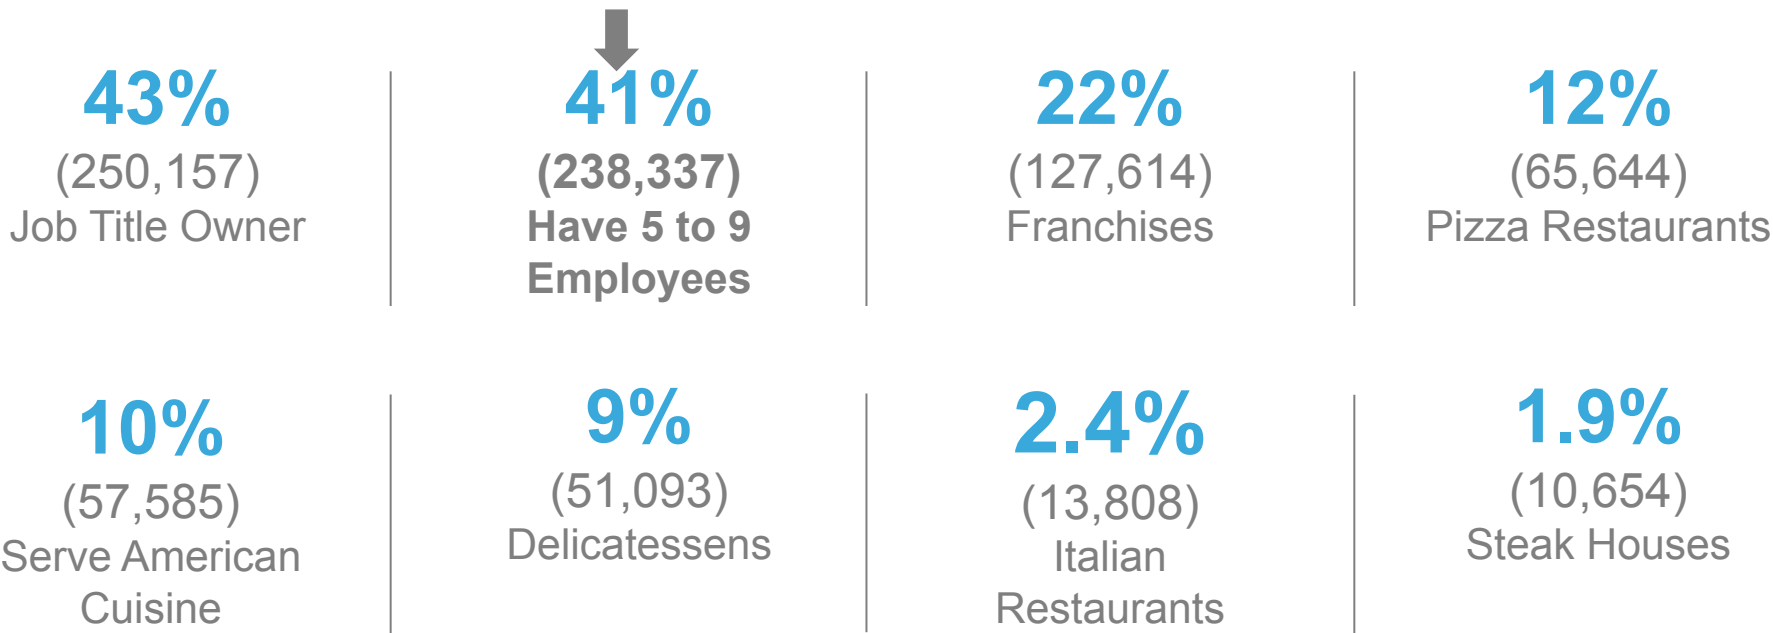 43%
(250,157)
Job Title Owner
41%
(238,337)
Have 5 to 9
Employees
22%
(127,614)
Franchises
12%
(65,644)
Pizza Restaurants
10%
(57,585)
Serve American
Cuisine
9%
(51,093)
Delicatessens
2.4%
(13,808)
Italian
Restaurants
1.9%
(10,654)
Steak Houses